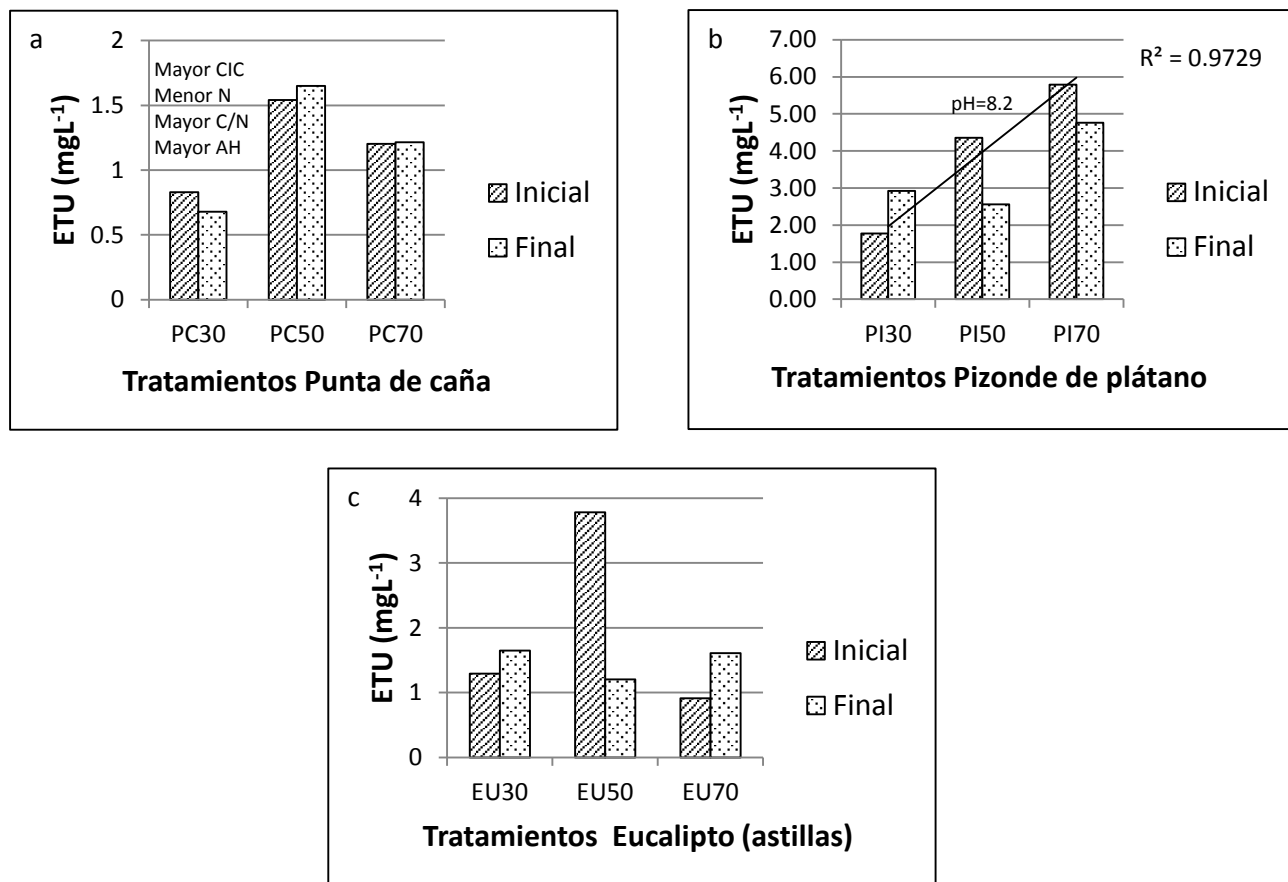 a
2
1.5
1
0.5
0
ETU (mgL⁻¹)
Mayor CIC
Menor N
Mayor C/N
Mayor AH
Inicial
Final
PC30 PC50 PC70
Tratamientos Punta de caña
b
7.00
6.00
5.00
4.00
3.00
2.00
1.00
0.00
ETU (mgL⁻¹)
R² = 0.9729
pH=8.2
Inicial
Final
PI30 PI50 PI70
Tratamientos Pizonde de plátano
c
4
3
2
1
0
ETU (mgL⁻¹)
Inicial
Final
EU30 EU50 EU70
Tratamientos Eucalipto (astillas)